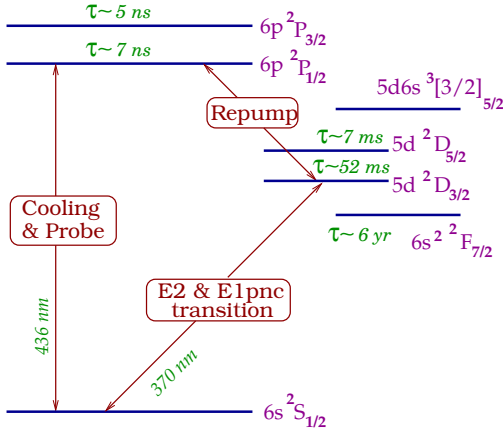 τ~ 5 ns
6p ²P₃/₂
τ~ 7 ns
6p ²P₁/₂
5d6s ³[3/2]₅/₂
Repump
τ~7 ms
5d ²D₅/₂
τ~52 ms
5d ²D₃/₂
Cooling
& Probe
τ~ 6 yr
6s² ²F₇/₂
E2 & E1pnc
transition
436 nm
370 nm
6s ²S₁/₂